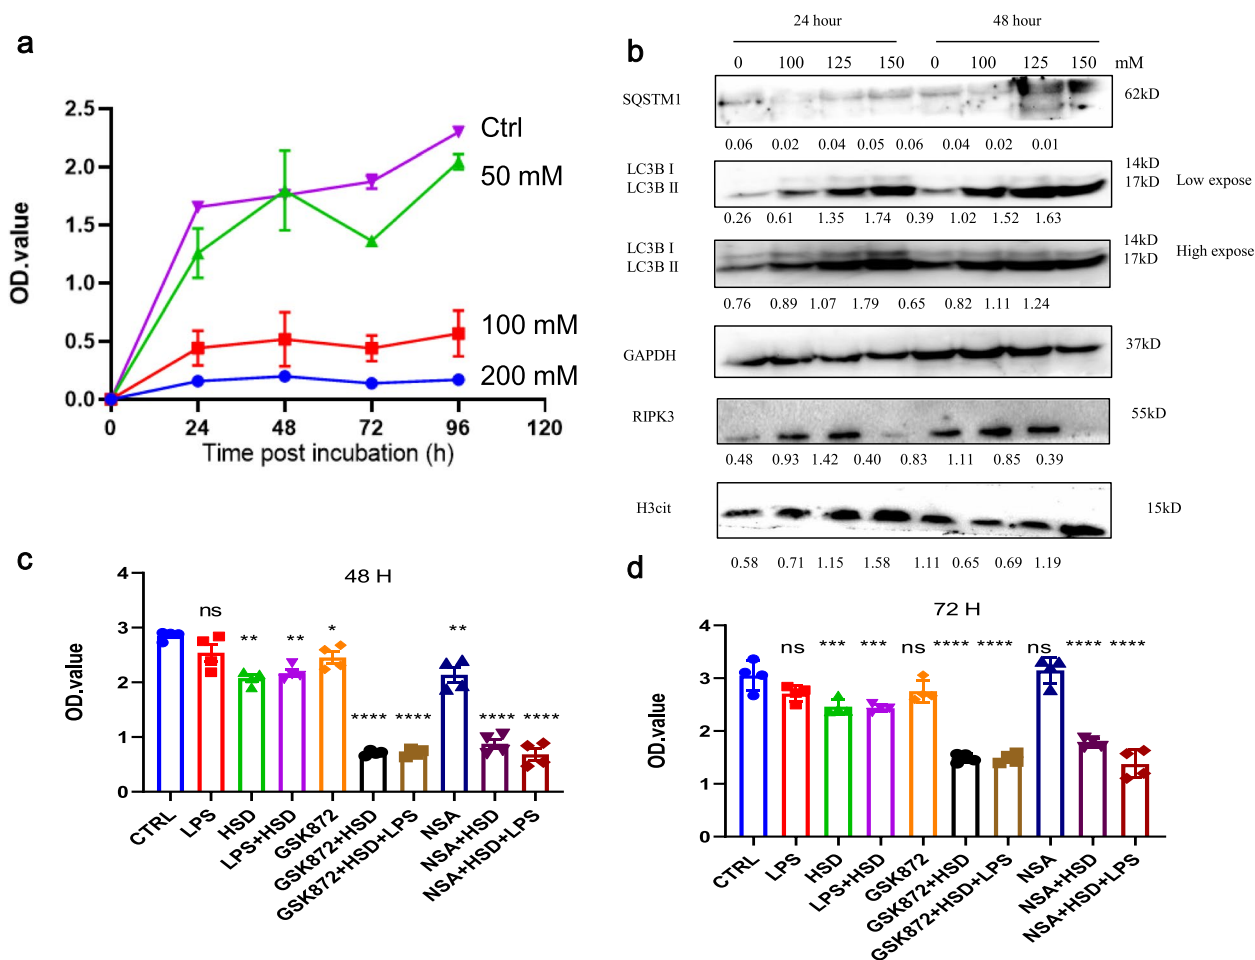 a
2.5
2.0
1.5
1.0
0.5
0.0
OD.value
0 24 48 72 96 120
Time post incubation (h)
Ctrl
50 mM
100 mM
200 mM
b
24 hour 48 hour
0 100 125 150 0 100 125 150 mM
SQSTM1 62kD
0.06 0.02 0.04 0.05 0.06 0.04 0.02 0.01
LC3B I 14kD
LC3B II 17kD Low expose
0.26 0.61 1.35 1.74 0.39 1.02 1.52 1.63
LC3B I 14kD
LC3B II 17kD High expose
0.76 0.89 1.07 1.79 0.65 0.82 1.11 1.24
GAPDH 37kD
RIPK3 55kD
0.48 0.93 1.42 0.40 0.83 1.11 0.85 0.39
H3cit 15kD
0.58 0.71 1.15 1.58 1.11 0.65 0.69 1.19
c
48 H
4
3
2
1
0
OD.value
ns ** ** * **** **** ** **** ****
CTRL
LPS
HSD
LPS+HSD
GSK872
GSK872+HSD
GSK872+HSD+LPS
NSA
NSA+HSD
NSA+HSD+LPS
d
72 H
4
3
2
1
0
OD.value
ns *** *** ns **** **** ns **** ****
CTRL
LPS
HSD
LPS+HSD
GSK872
GSK872+HSD
GSK872+HSD+LPS
NSA
NSA+HSD
NSA+HSD+LPS